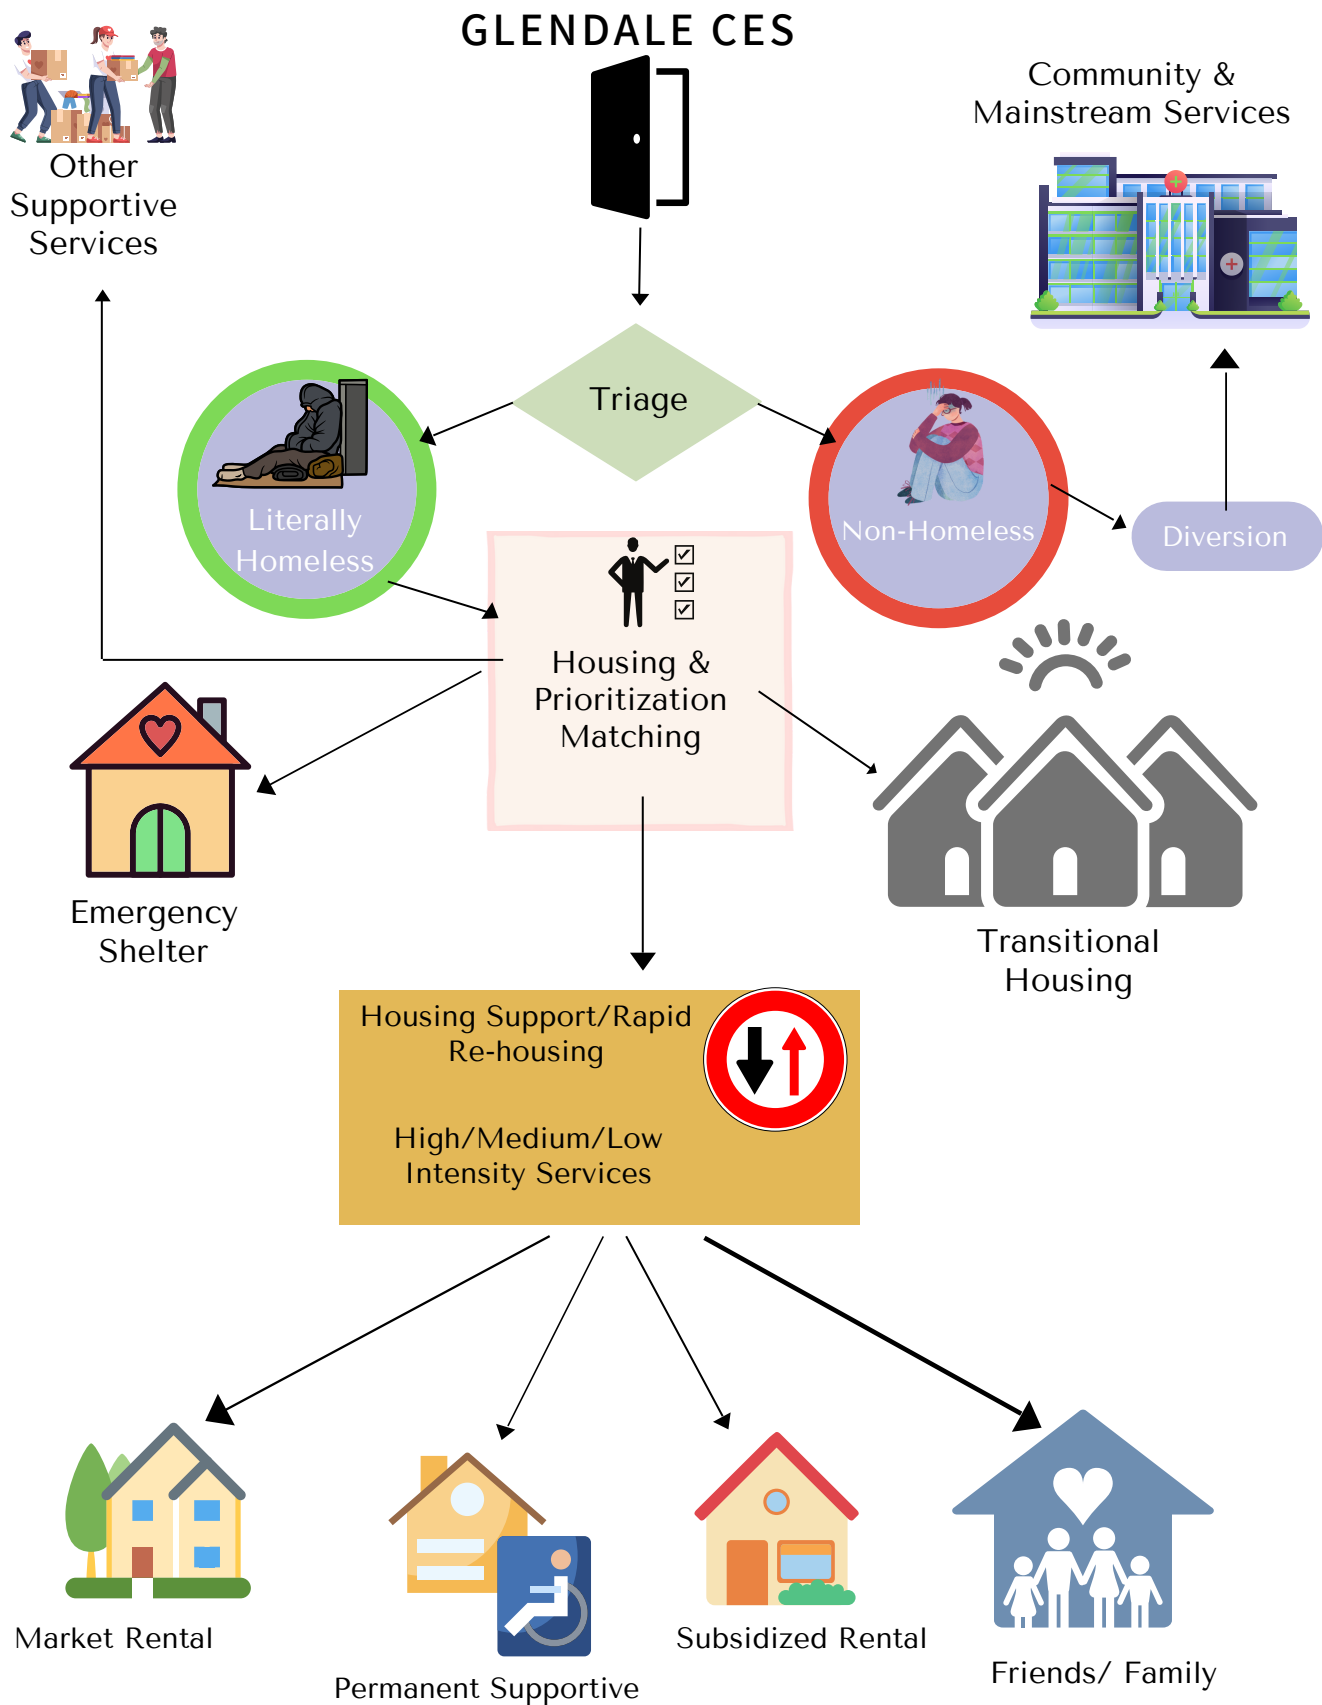 GLENDALE CES
Community &
Mainstream Services
Other
Supportive
Services
Triage
Literally
Homeless
Non-Homeless
Diversion
Housing &
Prioritization
Matching
Emergency
Shelter
Transitional
Housing
Housing Support/Rapid
Re-housing
High/Medium/Low
Intensity Services
Market Rental
Permanent Supportive
Subsidized Rental
Friends/ Family